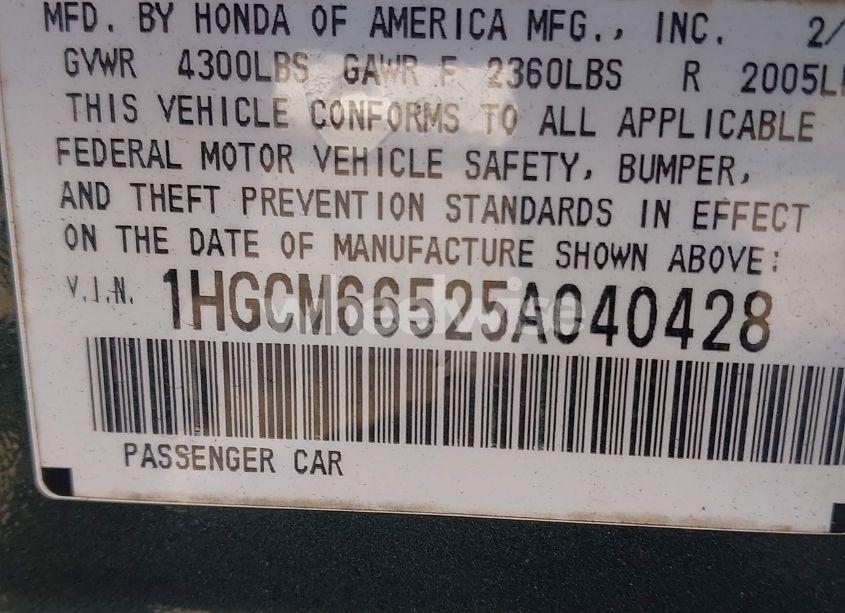 MFD. BY HONDA OF AMERICA MFG., INC. 2/
GVWR 4300LBS GAWR F 2360LBS R 2005L
THIS VEHICLE CONFORMS TO ALL APPLICABLE
FEDERAL MOTOR VEHICLE SAFETY, BUMPER,
AND THEFT PREVENTION STANDARDS IN EFFECT
ON THE DATE OF MANUFACTURE SHOWN ABOVE:
V.I.N. 1HGCM66525A040428
wheelwise
PASSENGER CAR